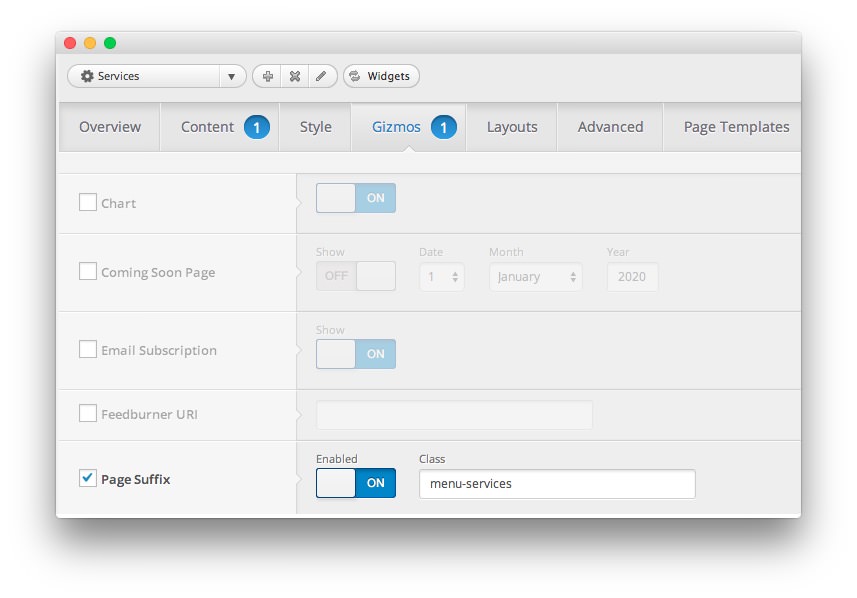 Services
Widgets
Overview Content 1 Style Gizmos 1 Layouts Advanced Page Templates
Chart ON
Show Date Month Year
Coming Soon Page OFF 1 January 2020
Show
Email Subscription ON
Feedburner URI
Enabled Class
Page Suffix ON menu-services